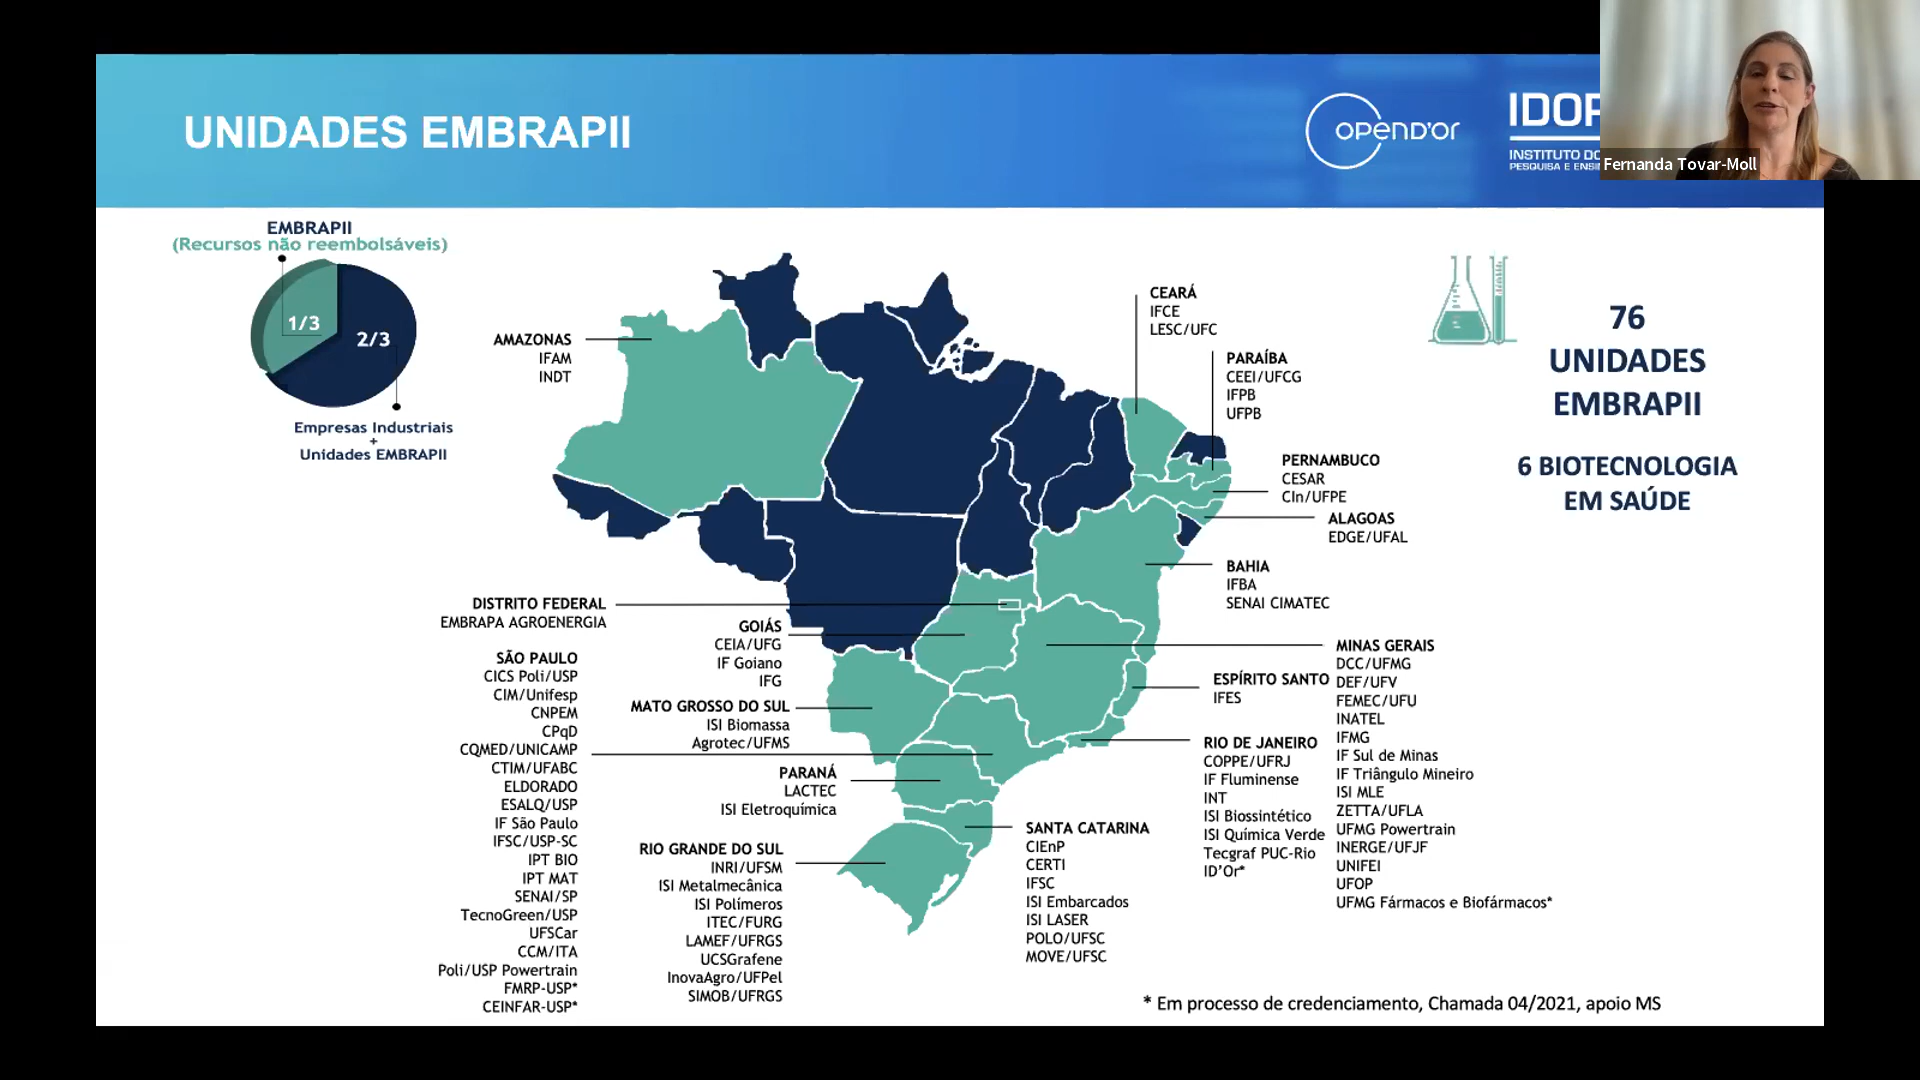 UNIDADES EMBRAPII
OPEND'OR
IDOR
INSTITUTO DO
PESQUISA E ENSI
Fernanda Tovar-Moll
EMBRAPII
(Recursos não reembolsáveis)
1/3
2/3
Empresas Industriais
+
Unidades EMBRAPII
AMAZONAS
IFAM
INDT
CEARÁ
IFCE
LESC/UFC
PARAÍBA
CEEI/UFCG
IFPB
UFPB
PERNAMBUCO
CESAR
CIn/UFPE
ALAGOAS
EDGE/UFAL
BAHIA
IFBA
SENAI CIMATEC
76
UNIDADES
EMBRAPII
6 BIOTECNOLOGIA
EM SAÚDE
DISTRITO FEDERAL
EMBRAPA AGROENERGIA
GOIÁS
CEIA/UFG
IF Goiano
IFG
SÃO PAULO
CICS Poli/USP
CIM/Unifesp
CNPEM
CPqD
CQMED/UNICAMP
CTIM/UFABC
ELDORADO
ESALQ/USP
IF São Paulo
IFSC/USP-SC
IPT BIO
IPT MAT
SENAI/SP
TecnoGreen/USP
UFSCar
CCM/ITA
Poli/USP Powertrain
FMRP-USP*
CEINFAR-USP*
MATO GROSSO DO SUL
ISI Biomassa
Agrotec/UFMS
PARANÁ
LACTEC
ISI Eletroquímica
RIO GRANDE DO SUL
INRI/UFSM
ISI Metalmecânica
ISI Polímeros
ITEC/FURG
LAMEF/UFRGS
UCSGrafene
InovaAgro/UFPel
SIMOB/UFRGS
SANTA CATARINA
CIEnP
CERTI
IFSC
ISI Embarcados
ISI LASER
POLO/UFSC
MOVE/UFSC
ESPÍRITO SANTO
IFES
RIO DE JANEIRO
COPPE/UFRJ
IF Fluminense
INT
ISI Biossintético
ISI Química Verde
Tecgraf PUC-Rio
ID'Or*
MINAS GERAIS
DCC/UFMG
DEF/UFV
FEMEC/UFU
INATEL
IFMG
IF Sul de Minas
IF Triângulo Mineiro
ISI MLE
ZETTA/UFLA
UFMG Powertrain
INERGE/UFJF
UNIFEI
UFOP
UFMG Fármacos e Biofármacos*
* Em processo de credenciamento, Chamada 04/2021, apoio MS